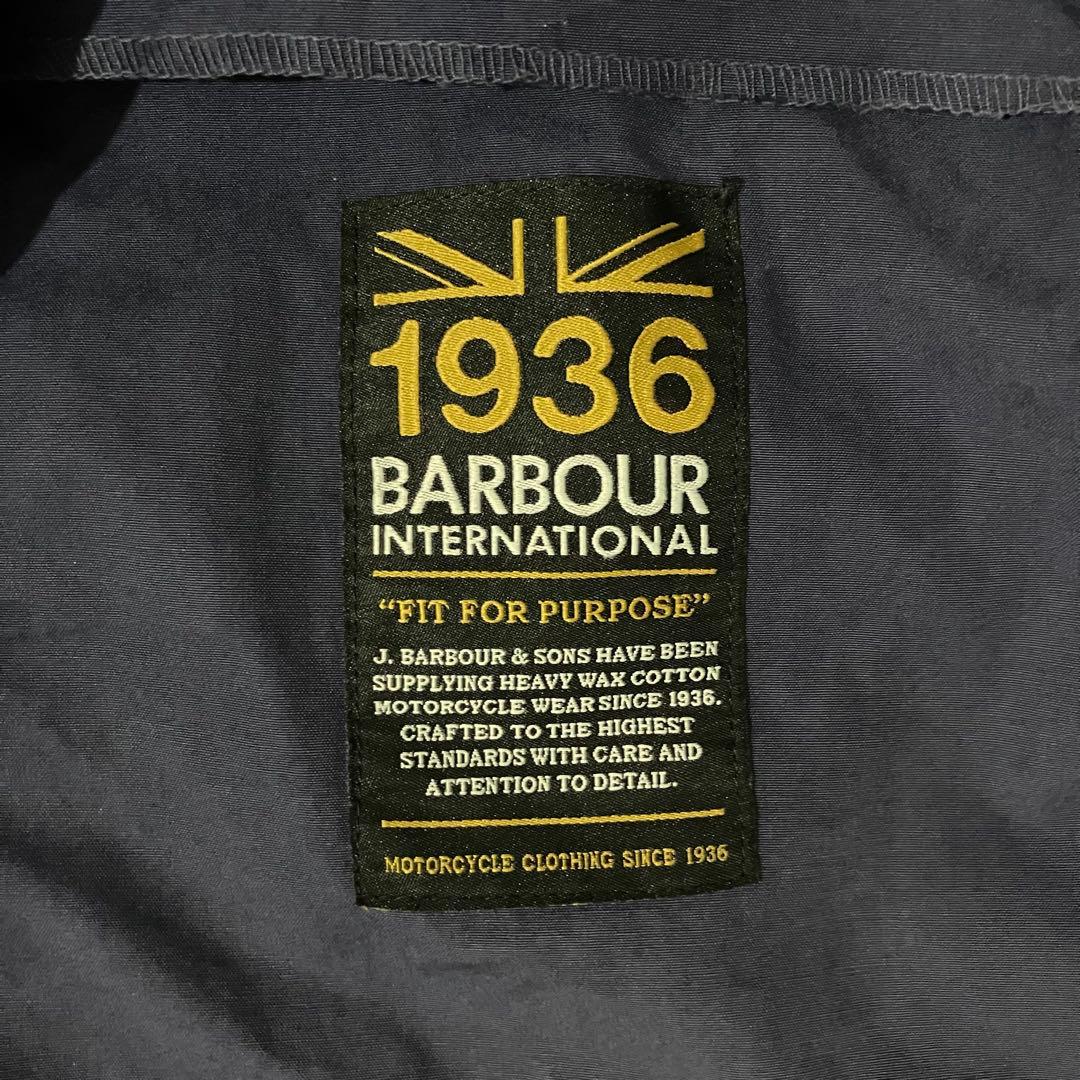 1936
BARBOUR
INTERNATIONAL
“FIT FOR PURPOSE”
J. BARBOUR & SONS HAVE BEEN
SUPPLYING HEAVY WAX COTTON
MOTORCYCLE WEAR SINCE 1936.
CRAFTED TO THE HIGHEST
STANDARDS WITH CARE AND
ATTENTION TO DETAIL.
MOTORCYCLE CLOTHING SINCE 1936